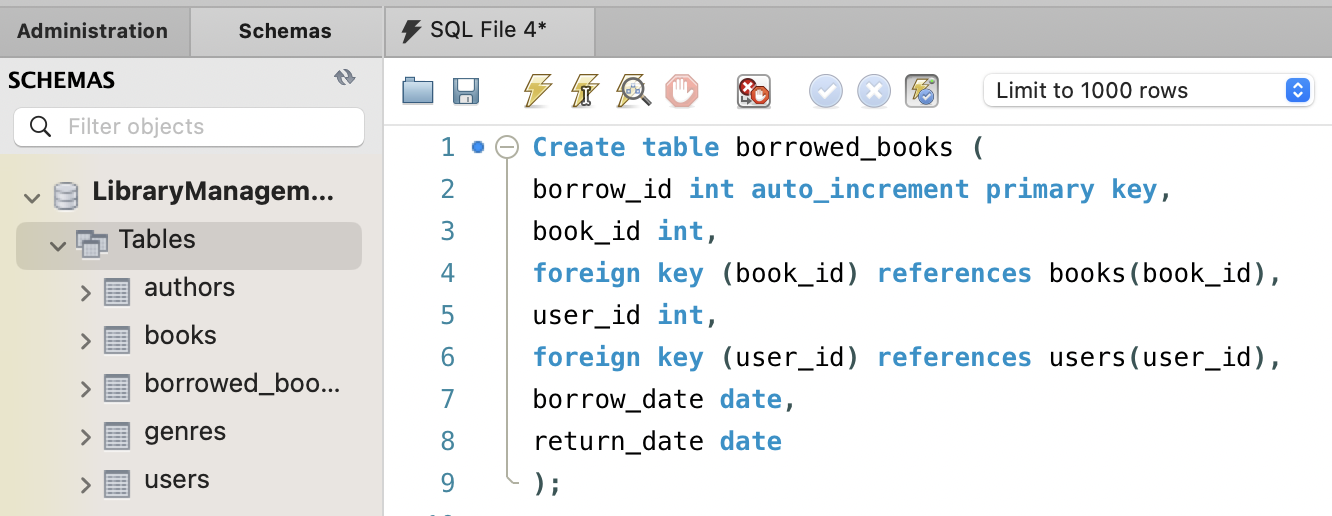 Administration Schemas
SQL File 4*
SCHEMAS
Filter objects
Limit to 1000 rows
LibraryManagem...
Tables
authors
books
borrowed_boo...
genres
users
1 Create table borrowed_books (
2 borrow_id int auto_increment primary key,
3 book_id int,
4 foreign key (book_id) references books(book_id),
5 user_id int,
6 foreign key (user_id) references users(user_id),
7 borrow_date date,
8 return_date date
9 );